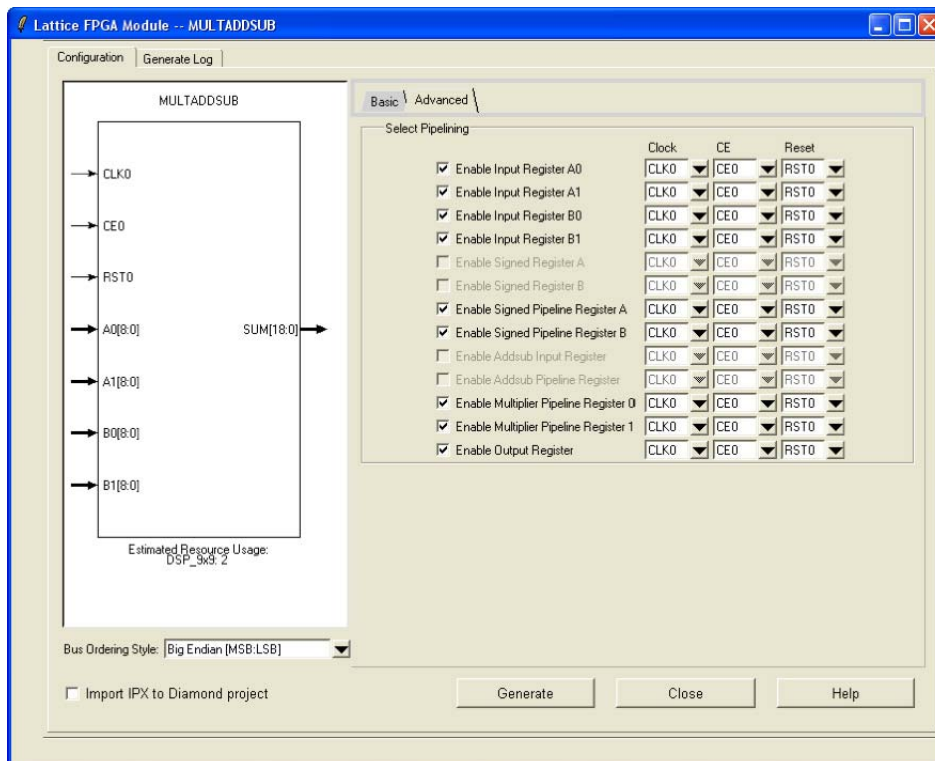 Lattice FPGA Module -- MULTADDSUB
Configuration Generate Log
MULTADDSUB
CLK0
CE0
RST0
A0[8:0] SUM[18:0]
A1[8:0]
B0[8:0]
B1[8:0]
Estimated Resource Usage:
DSP_9x9: 2
Bus Ordering Style: Big Endian [MSB:LSB]
Import IPX to Diamond project
Basic Advanced
Select Pipelining
Clock CE Reset
Enable Input Register A0 CLK0 CE0 RST0
Enable Input Register A1 CLK0 CE0 RST0
Enable Input Register B0 CLK0 CE0 RST0
Enable Input Register B1 CLK0 CE0 RST0
Enable Signed Register A CLK0 CE0 RST0
Enable Signed Register B CLK0 CE0 RST0
Enable Signed Pipeline Register A CLK0 CE0 RST0
Enable Signed Pipeline Register B CLK0 CE0 RST0
Enable Addsub Input Register CLK0 CE0 RST0
Enable Addsub Pipeline Register CLK0 CE0 RST0
Enable Multiplier Pipeline Register 0 CLK0 CE0 RST0
Enable Multiplier Pipeline Register 1 CLK0 CE0 RST0
Enable Output Register CLK0 CE0 RST0
Generate Close Help